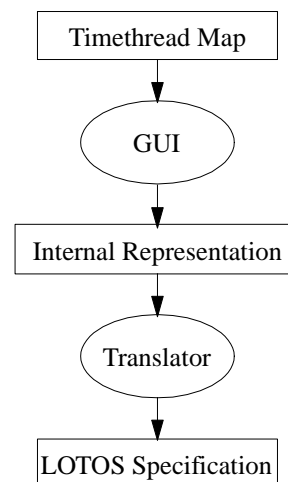 Timethread Map
GUI
Internal Representation
Translator
LOTOS Specification